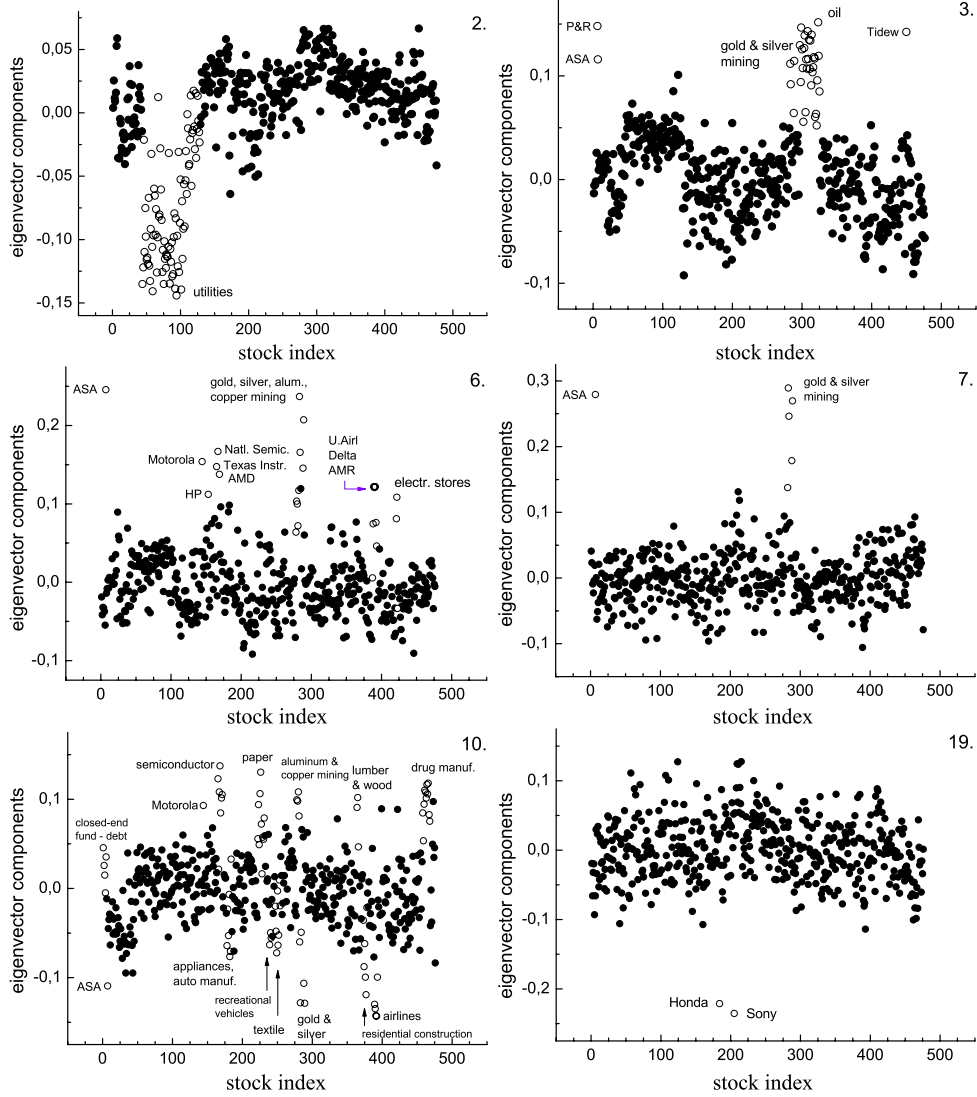 2.
0,05
0,00
-0,05
-0,10
-0,15
eigenvector components
utilities
0 100 200 300 400 500
stock index
3.
0,1
0,0
-0,1
eigenvector components
P&R
ASA
oil
gold & silver
mining
Tidew
0 100 200 300 400 500
stock index
6.
0,2
0,1
0,0
-0,1
eigenvector components
ASA
gold, silver, alum.,
copper mining
Motorola
Natl. Semic.
Texas Instr.
AMD
HP
U.Airl
Delta
AMR
electr. stores
0 100 200 300 400 500
stock index
7.
0,3
0,2
0,1
0,0
-0,1
eigenvector components
ASA
gold & silver
mining
0 100 200 300 400 500
stock index
10.
0,1
0,0
-0,1
eigenvector components
semiconductor
paper
aluminum &
copper mining
lumber
& wood
drug manuf.
Motorola
closed-end
fund - debt
ASA
appliances,
auto manuf.
recreational
vehicles
textile
gold &
silver
airlines
residential construction
0 100 200 300 400 500
stock index
19.
0,1
0,0
-0,1
-0,2
eigenvector components
Honda
Sony
0 100 200 300 400 500
stock index